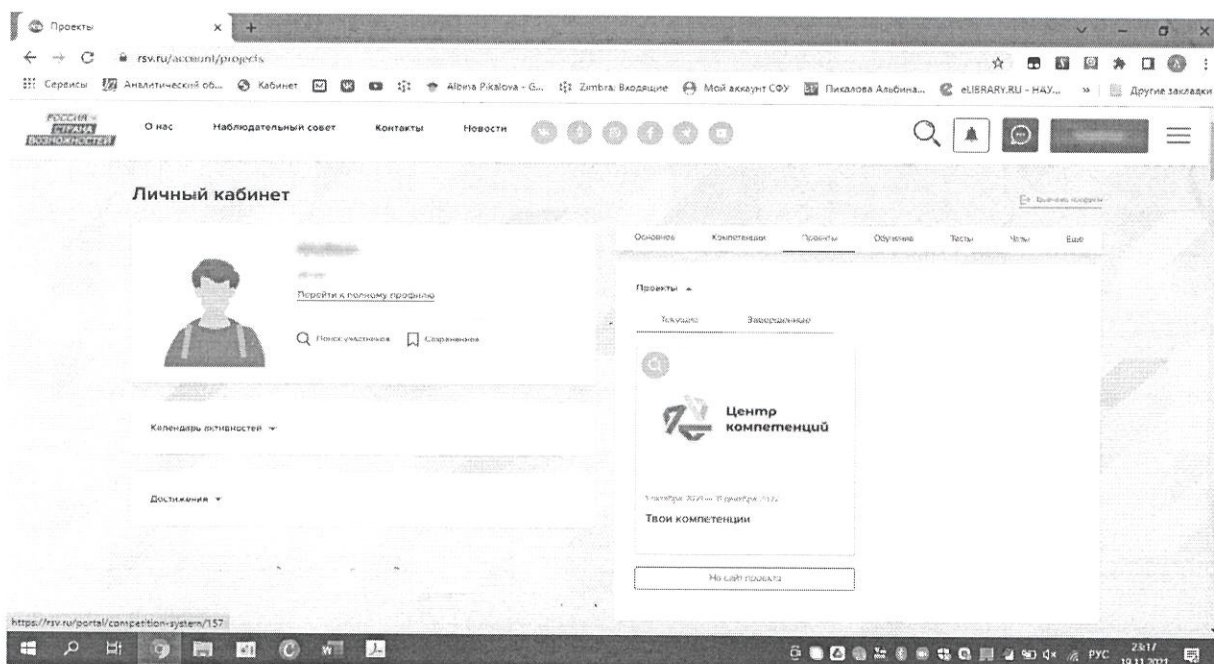 Проекты
rsv.ru/account/projects
Сервисы Аналитический об... Кабинет Albina Pikalova - G... Zimbra: Входящие Мой аккаунт СФУ Пикалова Альбина... eLIBRARY.RU - НАУ... » Другие закладки
РОССИЯ –
СТРАНА
ВОЗМОЖНОСТЕЙ
О нас Наблюдательный совет Контакты Новости
Личный кабинет
Основное Компетенции Проекты Обучение Тесты Чаты Еще
Перейти к полному профилю
Поиск участников Сохраненное
Проекты
Текущие Завершенные
Центр
компетенций
Календарь активностей
Достижения
Твои компетенции
На сайт проекта
https://rsv.ru/portal/competition-system/157
РУС
23:17
19.11.2021